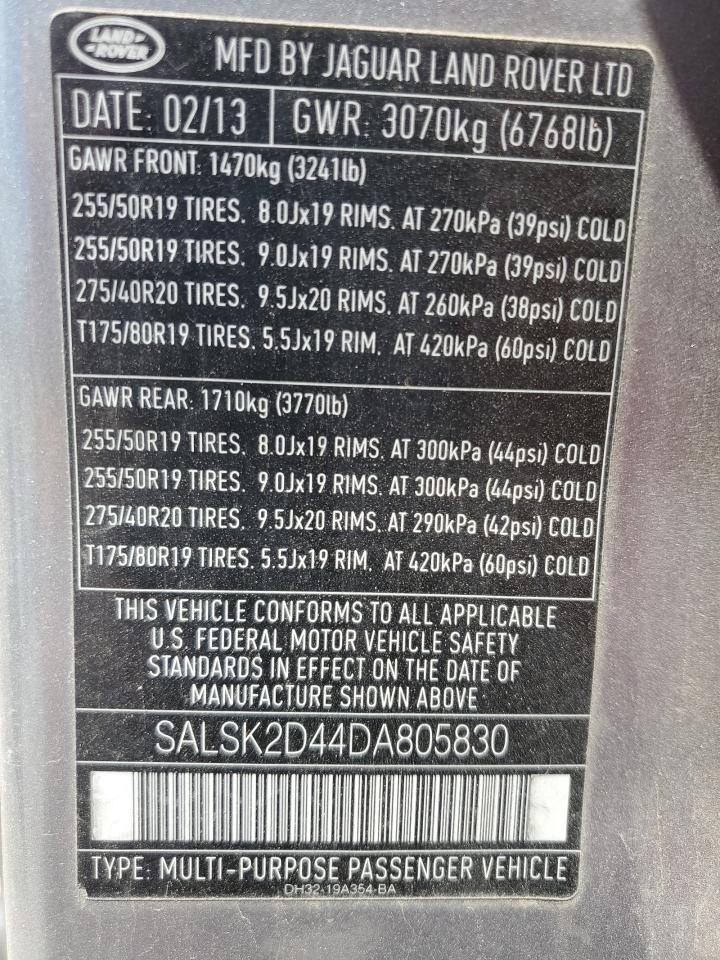 LAND ROVER
MFD BY JAGUAR LAND ROVER LTD
DATE: 02/13 GWR: 3070kg (6768lb)
GAWR FRONT: 1470kg (3241lb)
255/50R19 TIRES, 8.0Jx19 RIMS, AT 270kPa (39psi) COLD
255/50R19 TIRES, 9.0Jx19 RIMS, AT 270kPa (39psi) COLD
275/40R20 TIRES, 9.5Jx20 RIMS, AT 260kPa (38psi) COLD
T175/80R19 TIRES, 5.5Jx19 RIM, AT 420kPa (60psi) COLD
GAWR REAR: 1710kg (3770lb)
255/50R19 TIRES, 8.0Jx19 RIMS, AT 300kPa (44psi) COLD
255/50R19 TIRES, 9.0Jx19 RIMS, AT 300kPa (44psi) COLD
275/40R20 TIRES, 9.5Jx20 RIMS, AT 290kPa (42psi) COLD
T175/80R19 TIRES, 5.5Jx19 RIM, AT 420kPa (60psi) COLD
THIS VEHICLE CONFORMS TO ALL APPLICABLE
U.S. FEDERAL MOTOR VEHICLE SAFETY
STANDARDS IN EFFECT ON THE DATE OF
MANUFACTURE SHOWN ABOVE
SALSK2D44DA805830
TYPE: MULTI-PURPOSE PASSENGER VEHICLE
DH32-19A354-BA